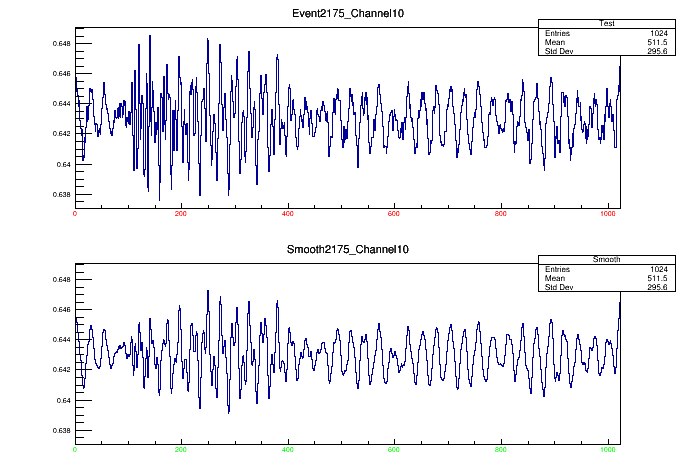 Event2175_Channel10
Test
Entries 1024
Mean 511.5
Std Dev 295.6
0.648
0.646
0.644
0.642
0.64
0.638
0 200 400 600 800 1000
Smooth2175_Channel10
Smooth
Entries 1024
Mean 511.5
Std Dev 295.6
0.648
0.646
0.644
0.642
0.64
0.638
0 200 400 600 800 1000